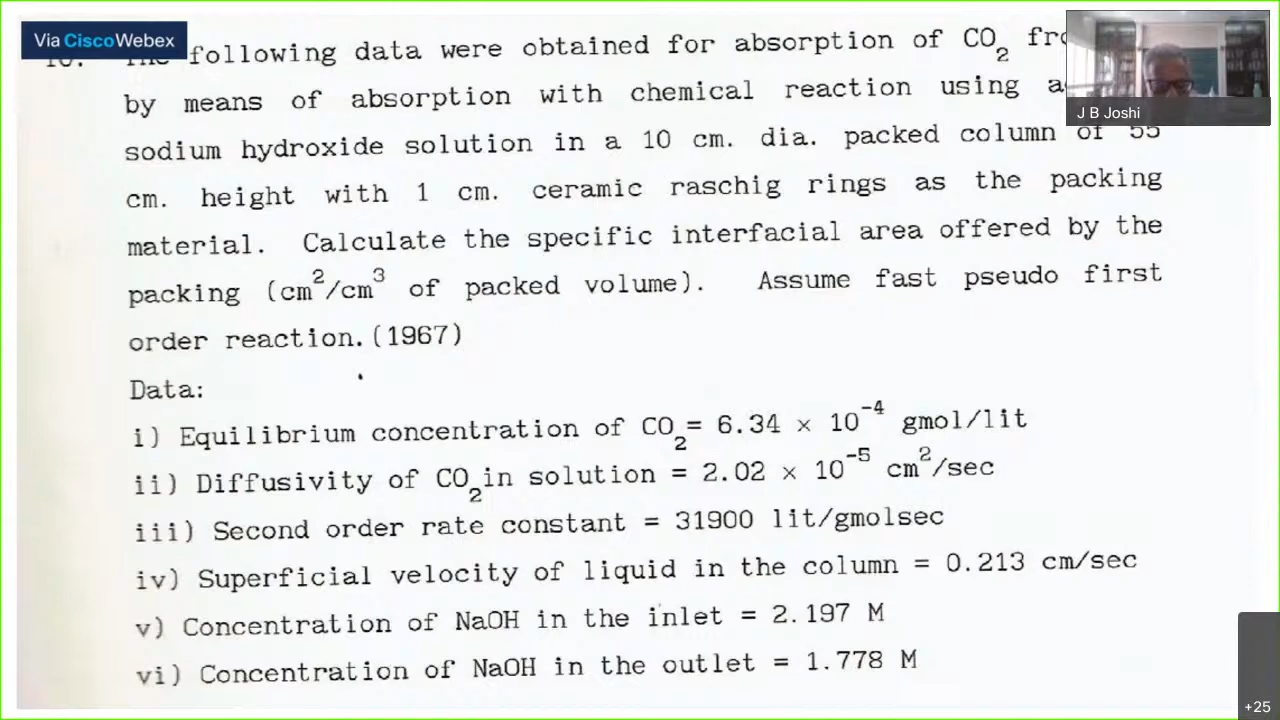 Via Cisco Webex
following data were obtained for absorption of CO2
by means of absorption with chemical reaction using
sodium hydroxide solution in a 10 cm. dia. packed column of 55
cm. height with 1 cm. ceramic raschig rings as the packing
material. Calculate the specific interfacial area offered by the
packing (cm2/cm3 of packed volume). Assume fast pseudo first
order reaction.(1967)
Data:
i) Equilibrium concentration of CO2= 6.34 × 10-4 gmol/lit
ii) Diffusivity of CO2in solution = 2.02 × 10-5 cm2/sec
iii) Second order rate constant = 31900 lit/gmolsec
iv) Superficial velocity of liquid in the column = 0.213 cm/sec
v) Concentration of NaOH in the inlet = 2.197 M
vi) Concentration of NaOH in the outlet = 1.778 M
J B Joshi
+25